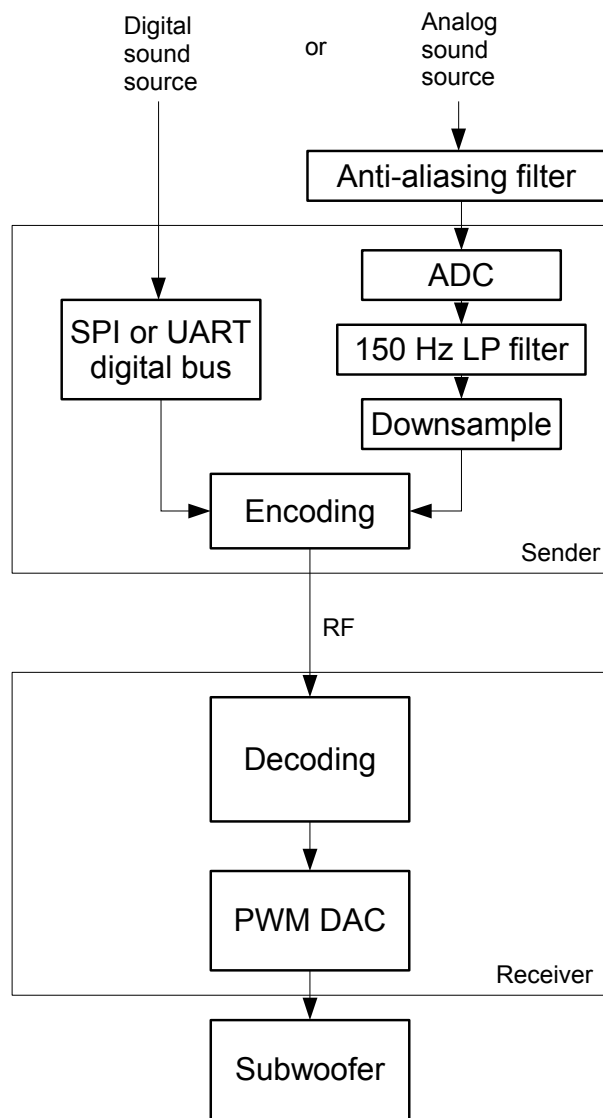 Digital
sound
source
or
Analog
sound
source
Anti-aliasing filter
ADC
SPI or UART
digital bus
150 Hz LP filter
Downsample
Encoding
Sender
RF
Decoding
PWM DAC
Receiver
Subwoofer